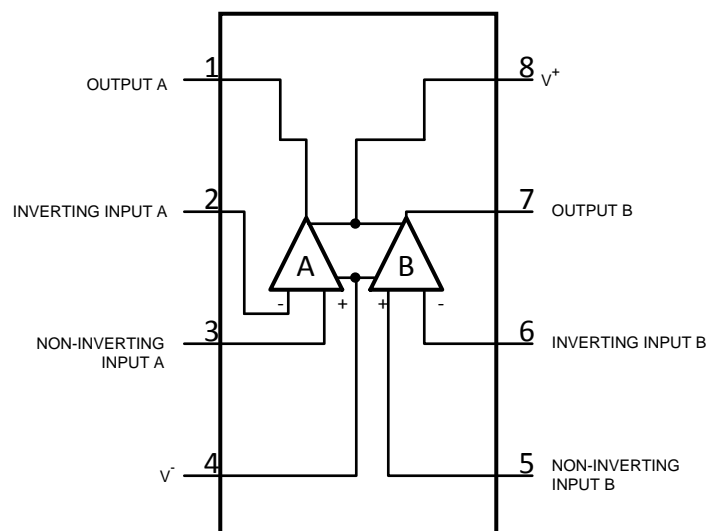 1
OUTPUT A
8
V+
2
INVERTING INPUT A
7
OUTPUT B
A
B
-
+
+
-
3
NON-INVERTING
INPUT A
6
INVERTING INPUT B
4
V-
5
NON-INVERTING
INPUT B